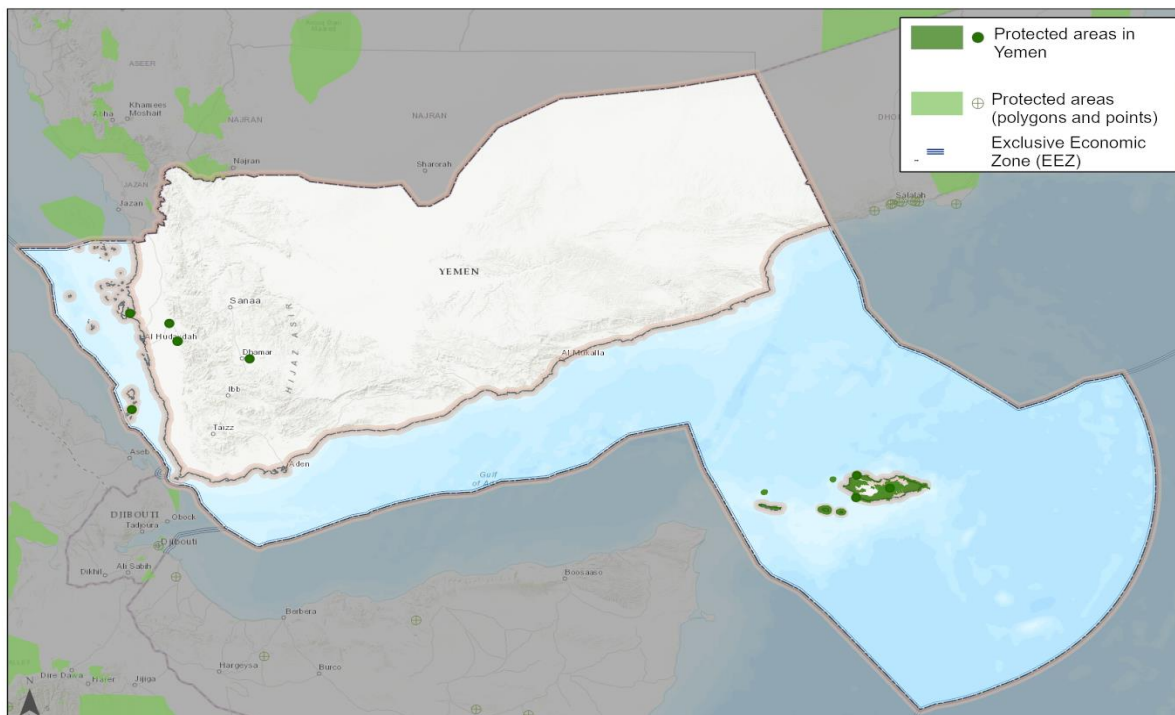 Protected areas in
Yemen
Protected areas
(polygons and points)
Exclusive Economic
Zone (EEZ)
ASEER
Khamees
Moshait
Abha
NAJRAN
NAJRAN
Najran
Sharorah
JAZAN
Jazan
Salalah
YEMEN
Sanaa
Al Hudaydah
Dhamar
HIJAZ ASIR
Ibb
Taizz
Al Mukalla
Aden
Aseb
Gulf
DJIBOUTI
Obock
Tadjoura
Djibouti
Dikhil
Ali Sabih
Boosaaso
Berbera
Hargeysa
Burco
Dire Dawa
Harer
Jijiga
N